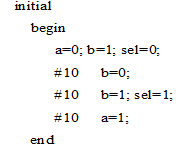 initial
begin
a=0; b=1; sel=0;
#10 b=0;
#10 b=1; sel=1;
#10 a=1;
end